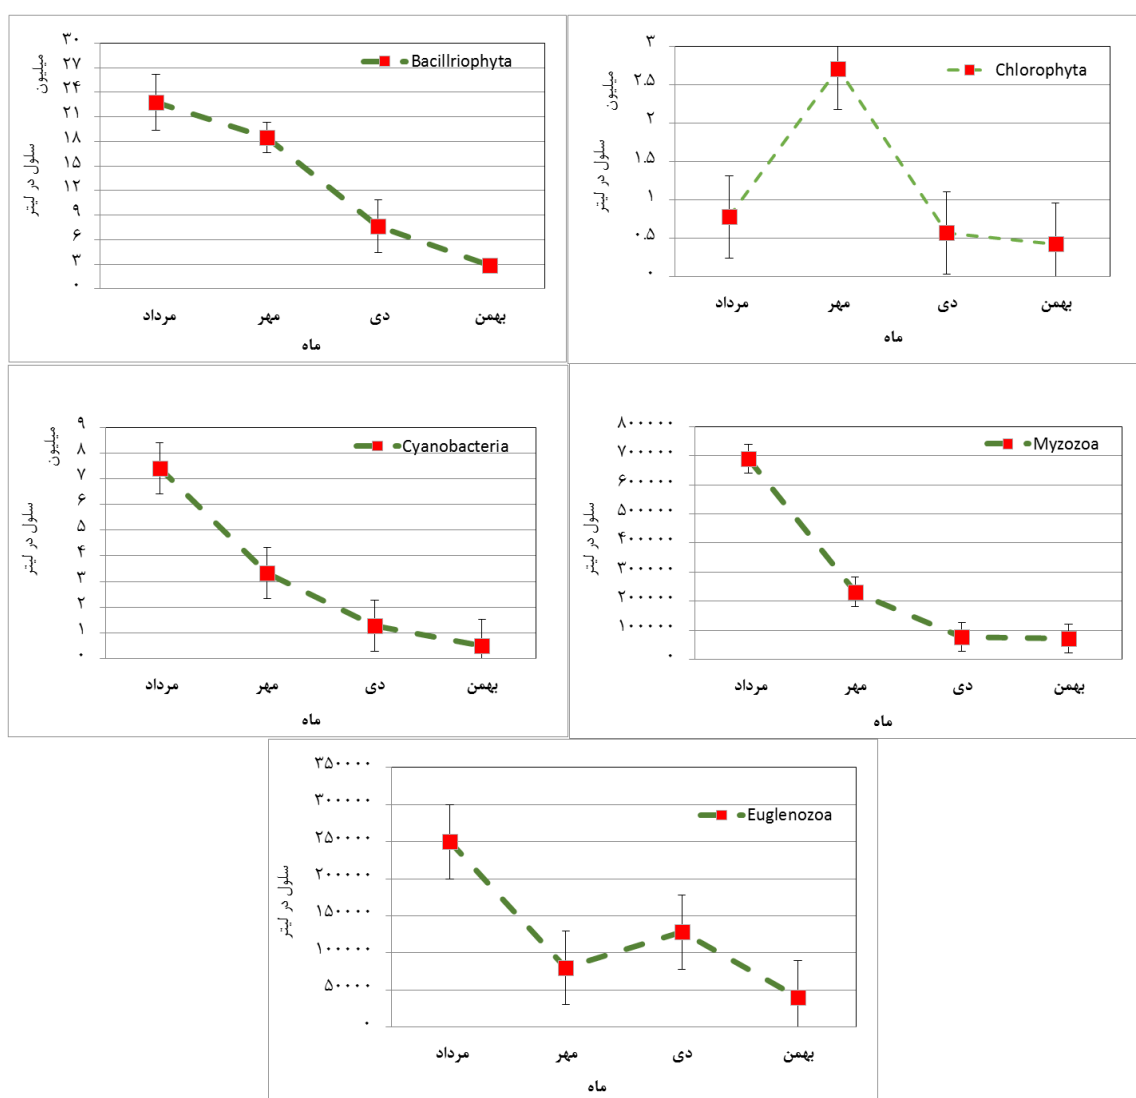 میلیون
سلول در لیتر
۳۰
۲۷
۲۴
۲۱
۱۸
۱۵
۱۲
۹
۶
۳
۰
Bacillriophyta
مرداد مهر دی بهمن
ماه
میلیون
سلول در لیتر
۳
۲.۵
۲
۱.۵
۱
۰.۵
۰
Chlorophyta
مرداد مهر دی بهمن
ماه
میلیون
سلول در لیتر
۹
۸
۷
۶
۵
۴
۳
۲
۱
۰
Cyanobacteria
مرداد مهر دی بهمن
ماه
سلول در لیتر
۸۰۰۰۰۰
۷۰۰۰۰۰
۶۰۰۰۰۰
۵۰۰۰۰۰
۴۰۰۰۰۰
۳۰۰۰۰۰
۲۰۰۰۰۰
۱۰۰۰۰۰
۰
Myzozoa
مرداد مهر دی بهمن
ماه
سلول در لیتر
۳۵۰۰۰۰
۳۰۰۰۰۰
۲۵۰۰۰۰
۲۰۰۰۰۰
۱۵۰۰۰۰
۱۰۰۰۰۰
۵۰۰۰۰
۰
Euglenozoa
مرداد مهر دی بهمن
ماه